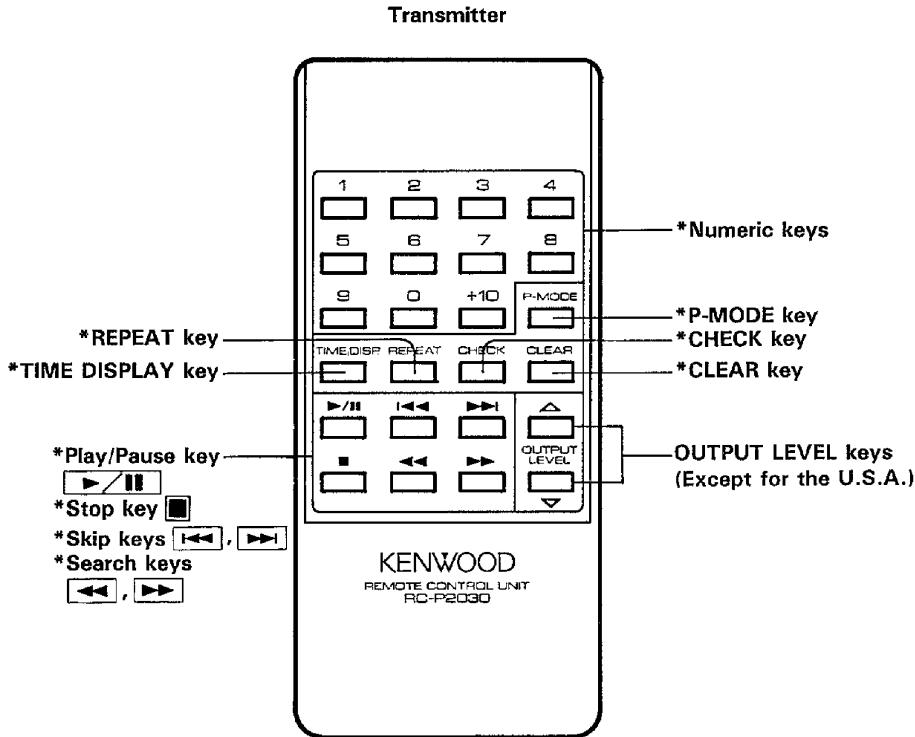 Transmitter
1 2 3 4
5 6 7 8
9 0 +10 P-MODE
TIME/DISP. REPEAT CHECK CLEAR
▶/II I◀◀ ▶▶I △
■ ◀◀ ▶▶ OUTPUT
LEVEL
▽
KENWOOD
REMOTE CONTROL UNIT
RC-P2030
*REPEAT key
*TIME DISPLAY key
*Play/Pause key
▶/II
*Stop key ■
*Skip keys I◀◀ , ▶▶I
*Search keys
◀◀ , ▶▶
*Numeric keys
*P-MODE key
*CHECK key
*CLEAR key
OUTPUT LEVEL keys
(Except for the U.S.A.)